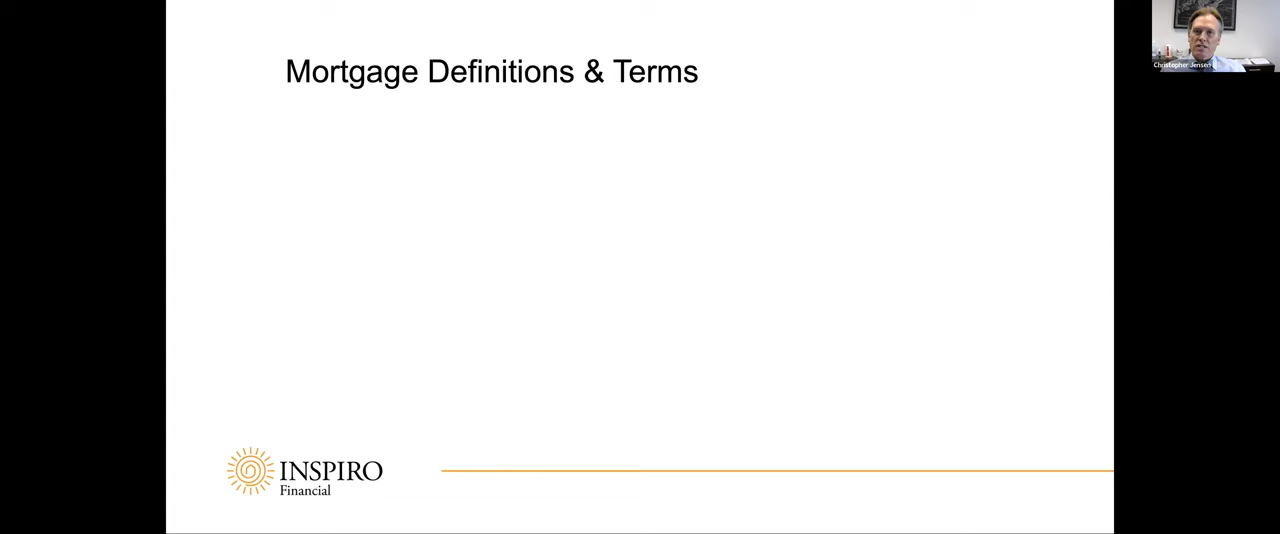 Mortgage Definitions & Terms
Christopher Jensen
INSPIRO
Financial